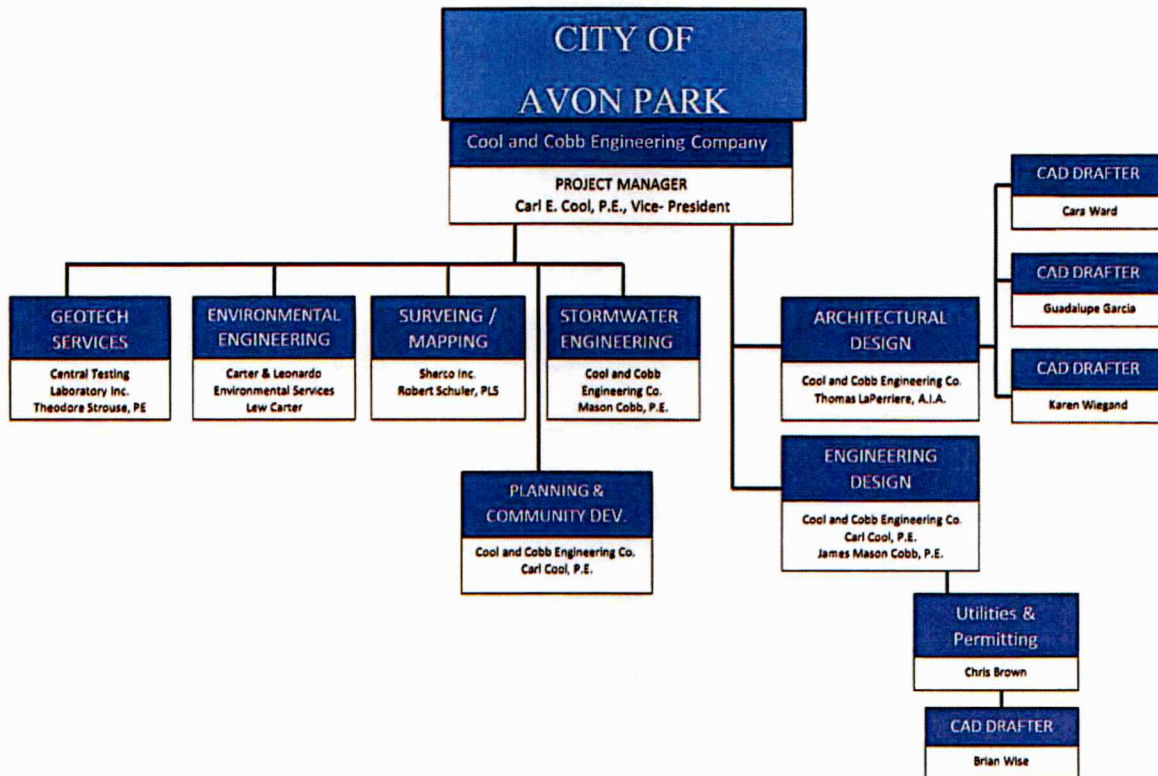 CITY OF
AVON PARK
Cool and Cobb Engineering Company
PROJECT MANAGER
Carl E. Cool, P.E., Vice- President
GEOTECH
SERVICES
Central Testing
Laboratory Inc.
Theodore Strouse, PE
ENVIRONMENTAL
ENGINEERING
Carter & Leonardo
Environmental Services
Lew Carter
SURVEING /
MAPPING
Sherco Inc.
Robert Schuler, PLS
STORMWATER
ENGINEERING
Cool and Cobb
Engineering Co.
Mason Cobb, P.E.
PLANNING &
COMMUNITY DEV.
Cool and Cobb Engineering Co.
Carl Cool, P.E.
ARCHITECTURAL
DESIGN
Cool and Cobb Engineering Co.
Thomas LaPerriere, A.I.A.
CAD DRAFTER
Cara Ward
CAD DRAFTER
Guadalupe Garcia
CAD DRAFTER
Karen Wiegand
ENGINEERING
DESIGN
Cool and Cobb Engineering Co.
Carl Cool, P.E.
James Mason Cobb, P.E.
Utilities &
Permitting
Chris Brown
CAD DRAFTER
Brian Wise